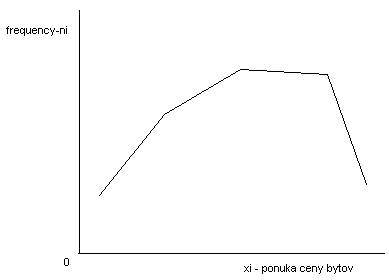 frequency-ni
0
xi - ponuka ceny bytov